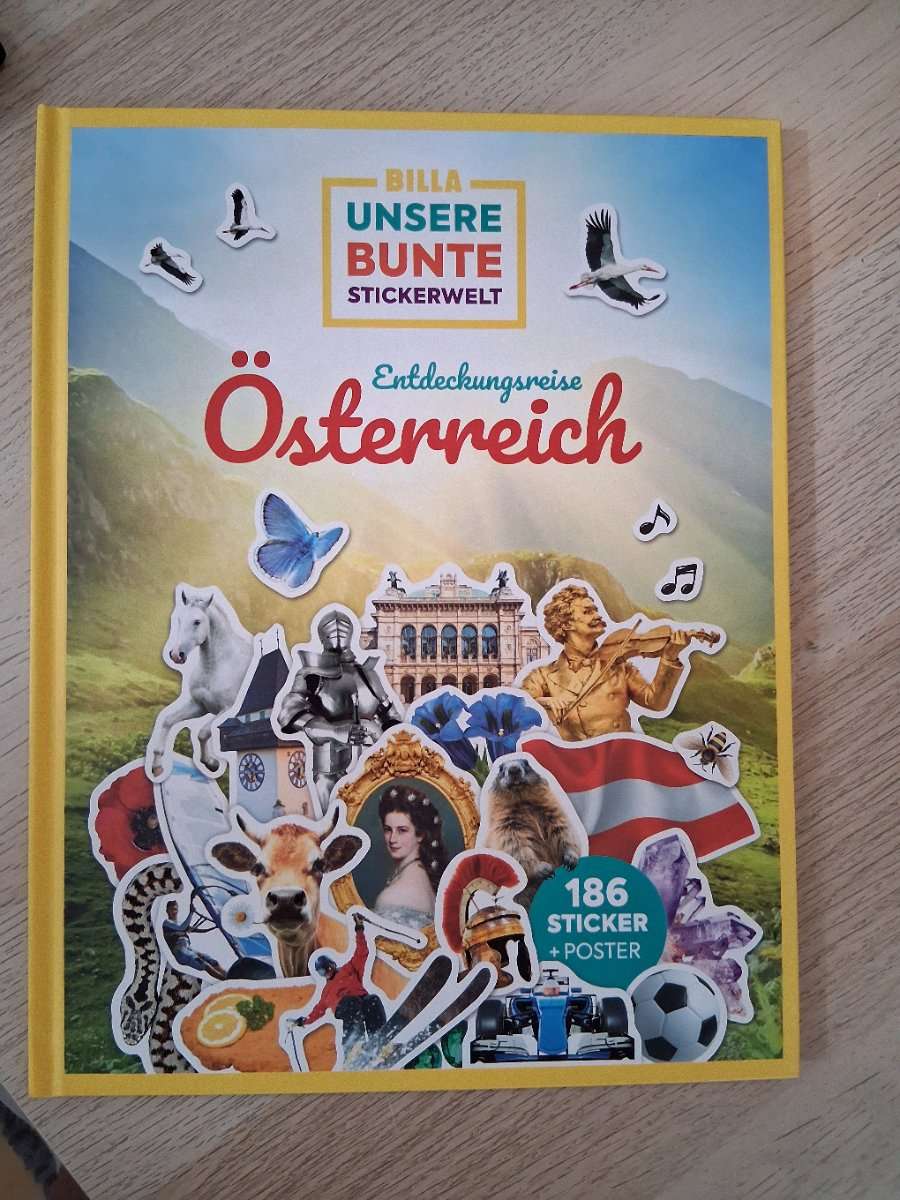 BILLA
UNSERE
BUNTE
STICKERWELT
Entdeckungsreise
Österreich
186
STICKER
+ POSTER